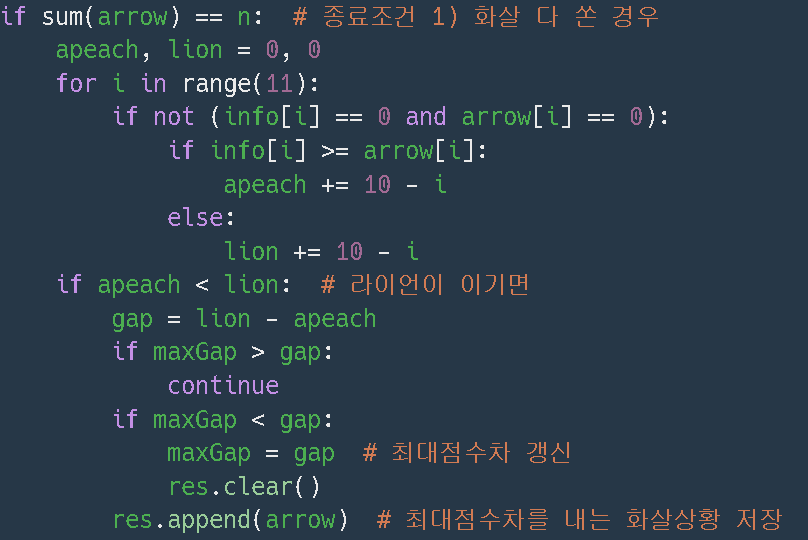 if sum(arrow) == n:  # 종료조건 1) 화살 다 쏜 경우
    apeach, lion = 0, 0
    for i in range(11):
        if not (info[i] == 0 and arrow[i] == 0):
            if info[i] >= arrow[i]:
                apeach += 10 - i
            else:
                lion += 10 - i
    if apeach < lion:  # 라이언이 이기면
        gap = lion - apeach
        if maxGap > gap:
            continue
        if maxGap < gap:
            maxGap = gap  # 최대점수차 갱신
            res.clear()
        res.append(arrow)  # 최대점수차를 내는 화살상황 저장